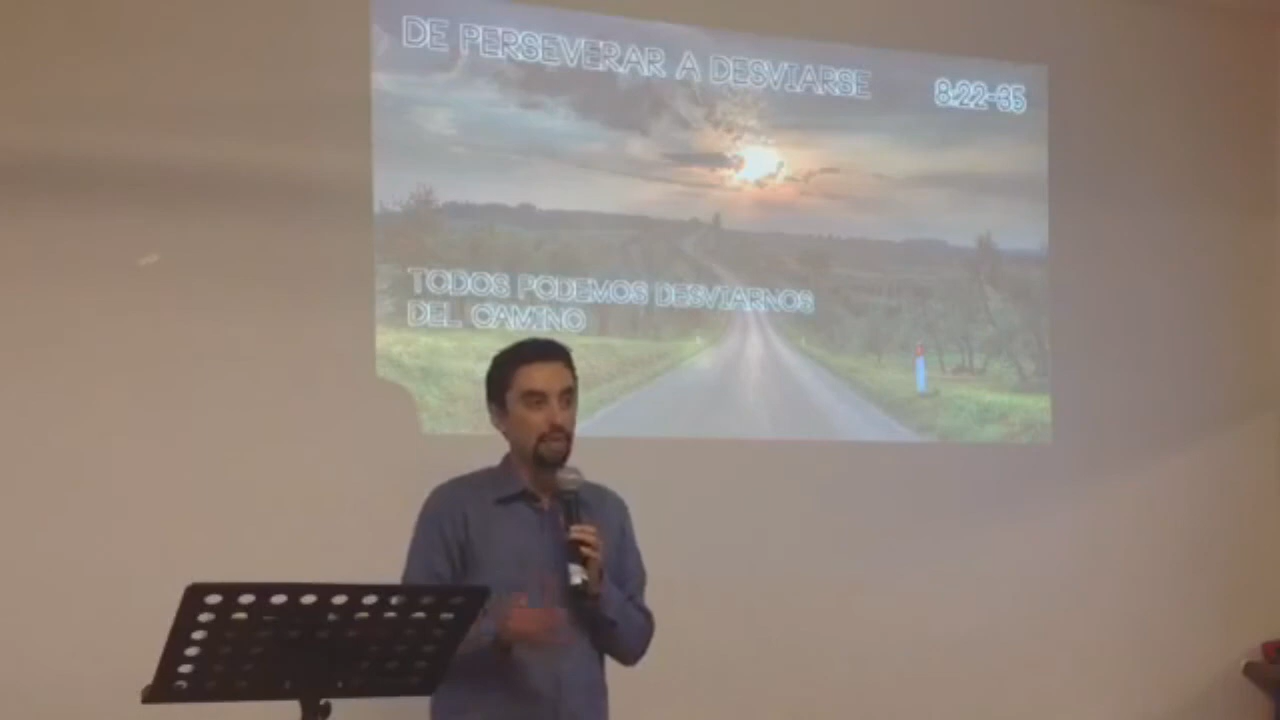 DE PERSEVERAR A DESVIARSE
8:22-35
TODOS PODEMOS DESVIARNOS
DEL CAMINO